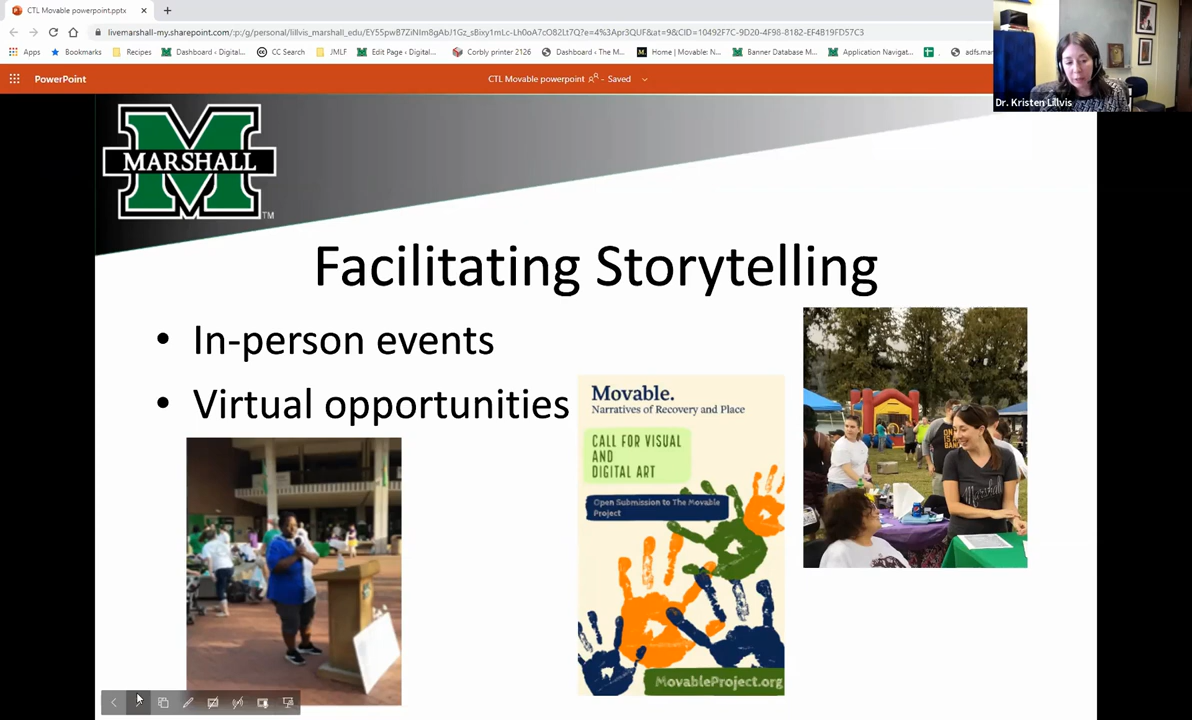 CTL Movable powerpoint.pptx
livemarshall-my.sharepoint.com/:p:/g/personal/lillvis_marshall_edu/EY55pwB7ZiNIm8gAbJ1Gz_sBixy1mLc-Lh0oA7cO82Lt7Q?e=4%3Apr3QUF&at=9&CID=10492F7C-9D20-4F98-8182-EF4B19FD57C3
Apps
Bookmarks
Recipes
Dashboard ‹ Digital...
CC Search
JMLF
Edit Page ‹ Digital...
Corbly printer 2126
Dashboard ‹ The M...
Home | Movable: N...
Banner Database M...
Application Navigat...
PowerPoint
CTL Movable powerpoint - Saved
Dr. Kristen Lillvis
MARSHALL
TM
Facilitating Storytelling
• In-person events
• Virtual opportunities
Movable.
Narratives of Recovery and Place
CALL FOR VISUAL
AND
DIGITAL ART
Open Submission to The Movable
Project
MovableProject.org